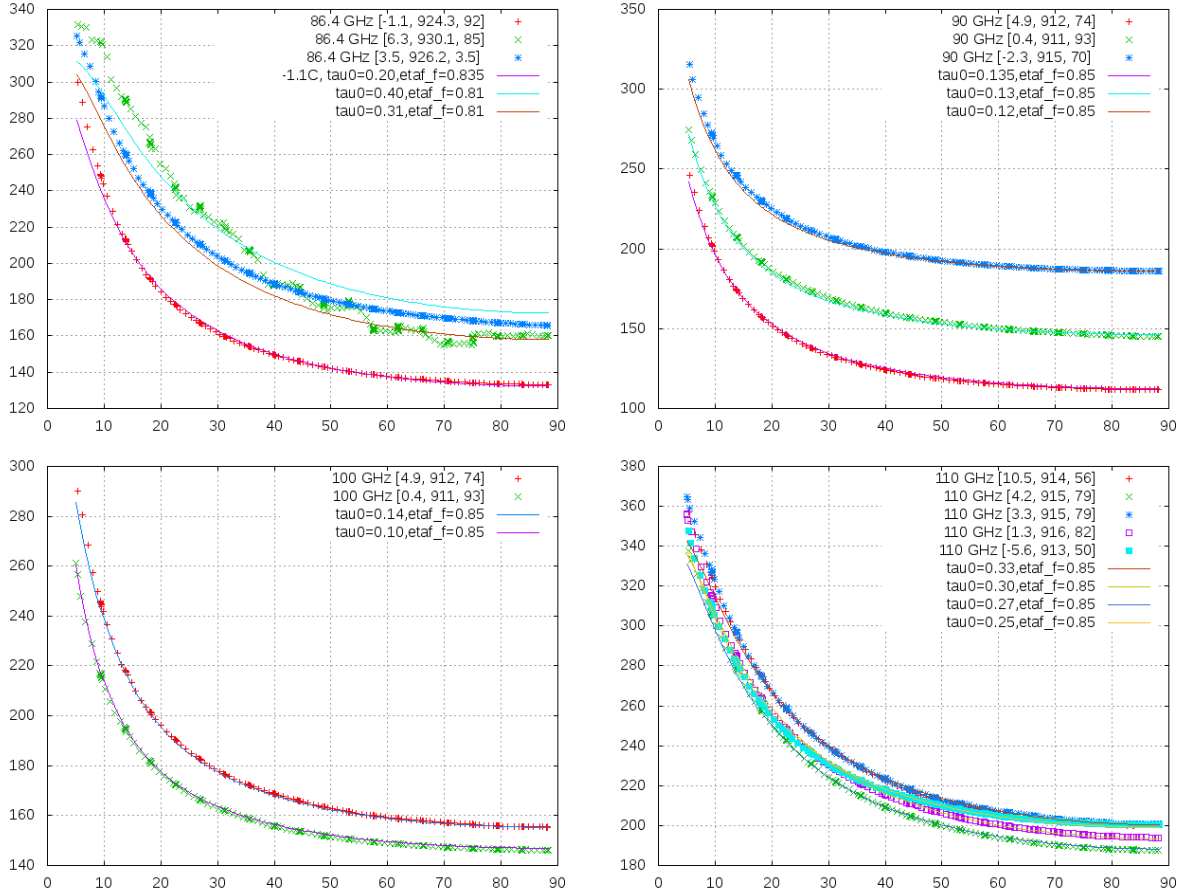 340
320
300
280
260
240
220
200
180
160
140
120
0 10 20 30 40 50 60 70 80 90
86.4 GHz [-1.1, 924.3, 92]
86.4 GHz [6.3, 930.1, 85]
86.4 GHz [3.5, 926.2, 3.5]
-1.1C, tau0=0.20,etaf_f=0.835
tau0=0.40,etaf_f=0.81
tau0=0.31,etaf_f=0.81
350
300
250
200
150
100
0 10 20 30 40 50 60 70 80 90
90 GHz [4.9, 912, 74]
90 GHz [0.4, 911, 93]
90 GHz [-2.3, 915, 70]
tau0=0.135,etaf_f=0.85
tau0=0.13,etaf_f=0.85
tau0=0.12,etaf_f=0.85
300
280
260
240
220
200
180
160
140
0 10 20 30 40 50 60 70 80 90
100 GHz [4.9, 912, 74]
100 GHz [0.4, 911, 93]
tau0=0.14,etaf_f=0.85
tau0=0.10,etaf_f=0.85
380
360
340
320
300
280
260
240
220
200
180
0 10 20 30 40 50 60 70 80 90
110 GHz [10.5, 914, 56]
110 GHz [4.2, 915, 79]
110 GHz [3.3, 915, 79]
110 GHz [1.3, 916, 82]
110 GHz [-5.6, 913, 50]
tau0=0.33,etaf_f=0.85
tau0=0.30,etaf_f=0.85
tau0=0.27,etaf_f=0.85
tau0=0.25,etaf_f=0.85